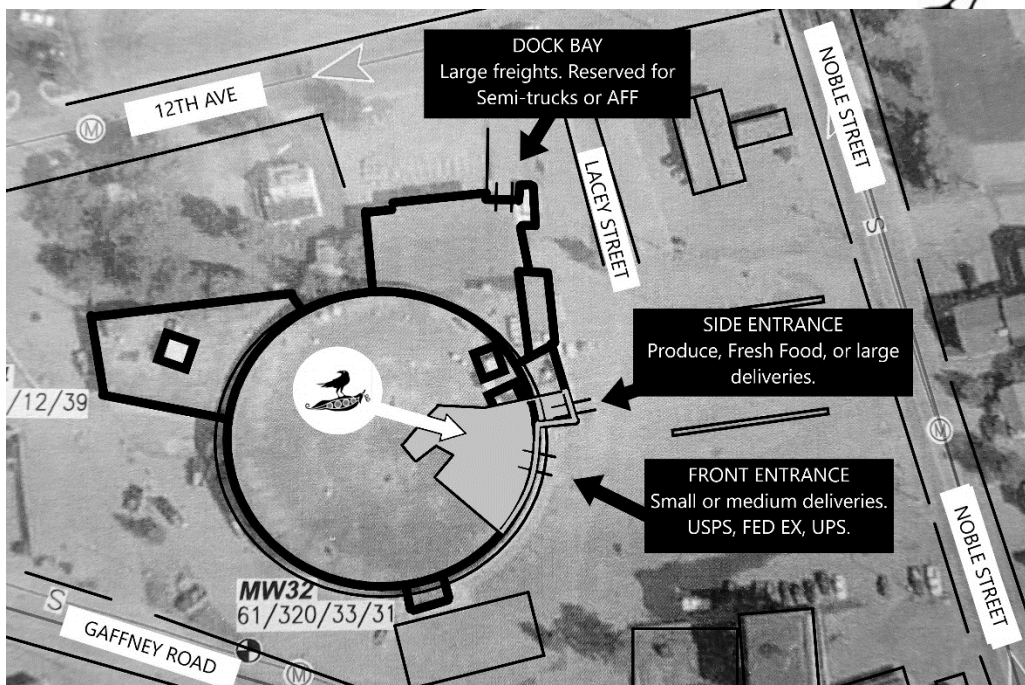 DOCK BAY
Large freights. Reserved for
Semi-trucks or AFF
12TH AVE
M
NOBLE STREET
LACEY STREET
S
SIDE ENTRANCE
Produce, Fresh Food, or large
deliveries.
/12/39
M
FRONT ENTRANCE
Small or medium deliveries.
USPS, FED EX, UPS.
NOBLE STREET
MW32
61/320/33/31
S
GAFFNEY ROAD
M